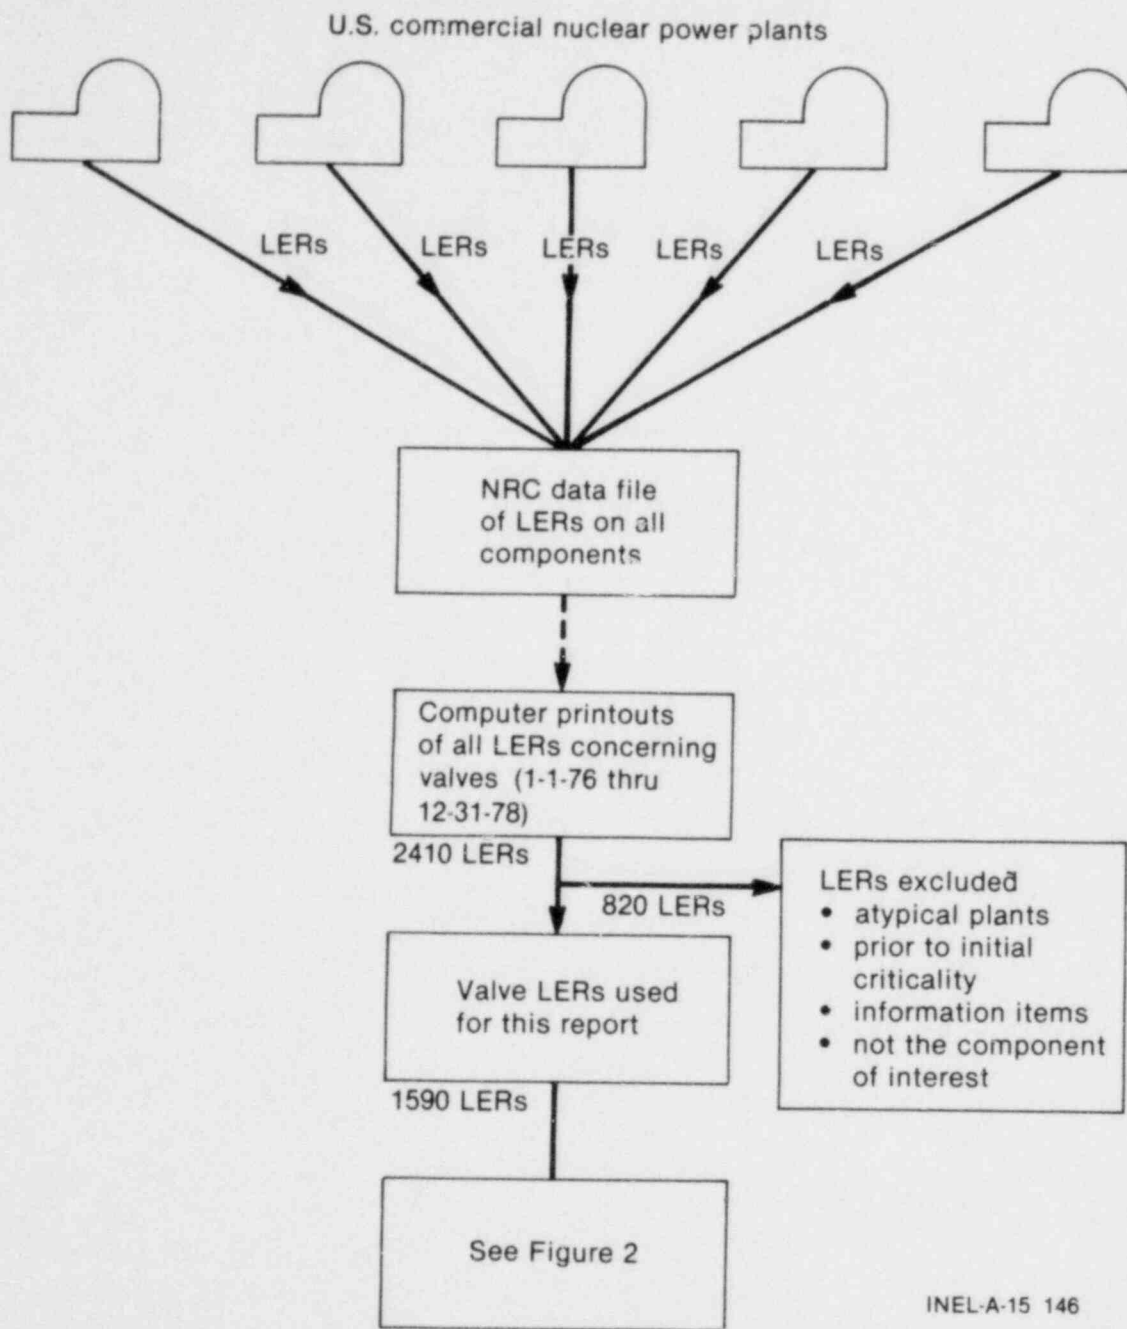 U.S. commercial nuclear power plants
LERs
LERs
LERs
LERs
LERs
NRC data file
of LERs on all
components
Computer printouts
of all LERs concerning
valves (1-1-76 thru
12-31-78)
2410 LERs
820 LERs
LERs excluded
• atypical plants
• prior to initial
criticality
• information items
• not the component
of interest
Valve LERs used
for this report
1590 LERs
See Figure 2
INEL-A-15 146